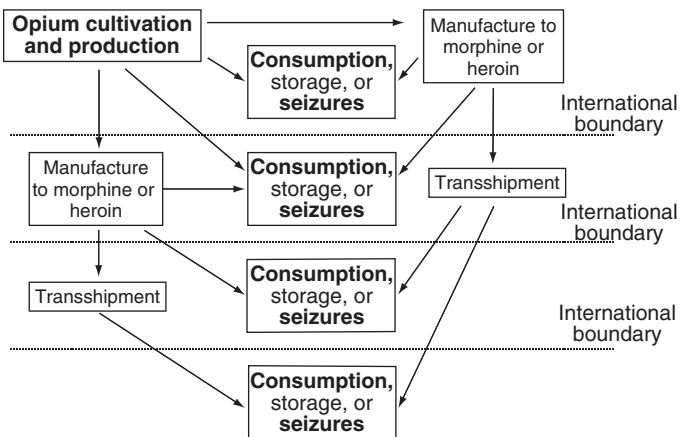 Opium cultivation
and production
Manufacture to
morphine or
heroin
Consumption,
storage, or
seizures
International
boundary
Manufacture
to morphine or
heroin
Consumption,
storage, or
seizures
Transshipment
International
boundary
Transshipment
Consumption,
storage, or
seizures
International
boundary
Consumption,
storage, or
seizures